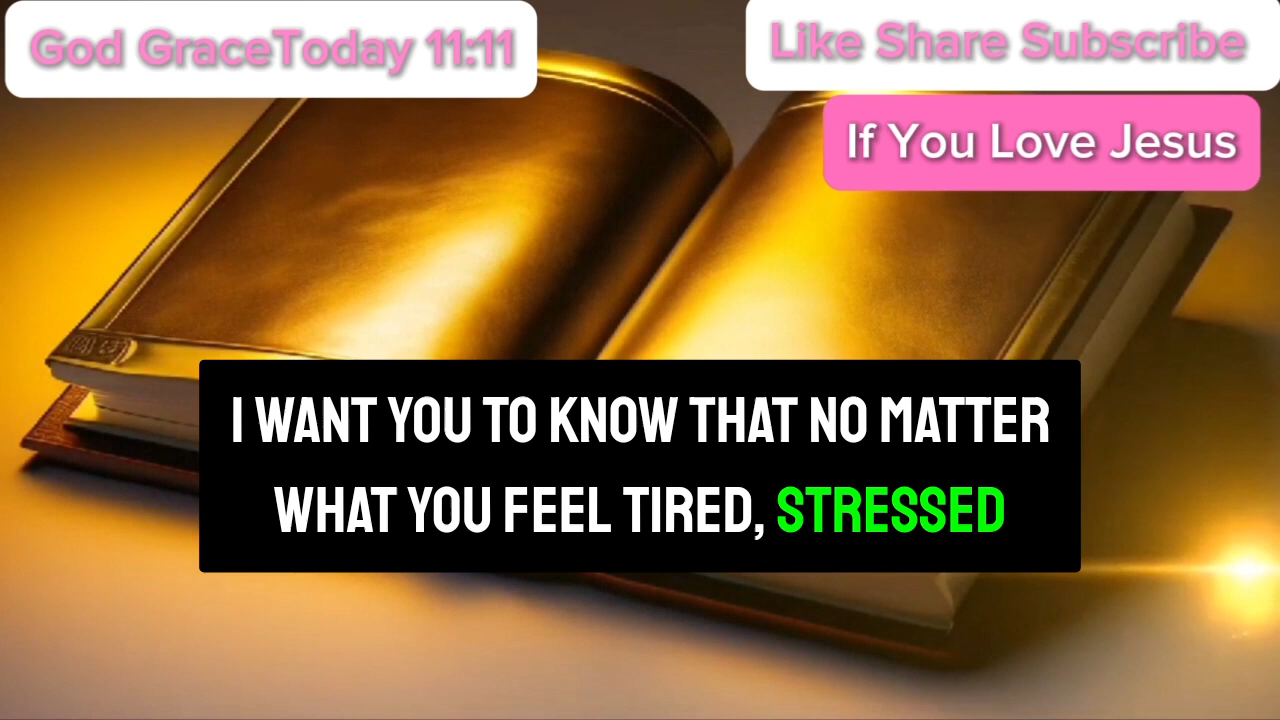 God GraceToday 11:11
Like Share Subscribe
If You Love Jesus
I WANT YOU TO KNOW THAT NO MATTER
WHAT YOU FEEL TIRED, STRESSED